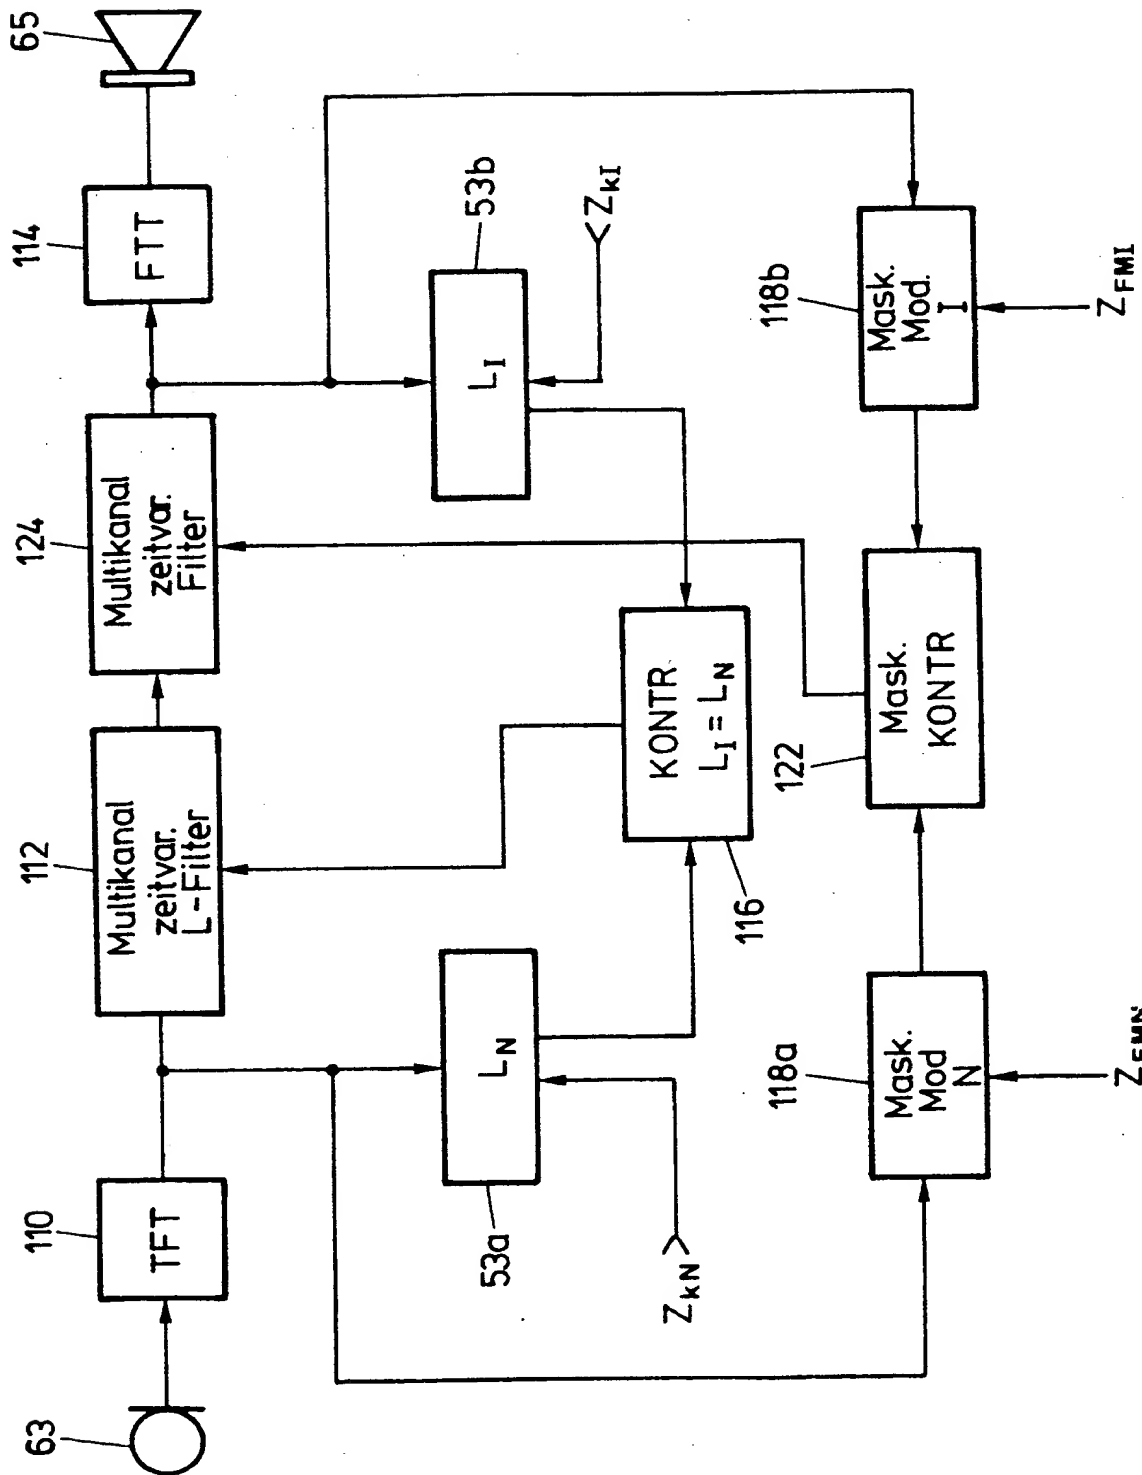 63
110
TFT
112
Multikanal
zeitvar.
L-Filter
124
Multikanal
zeitvar.
Filter
114
FTT
65
53a
L_N
Z_kN
53b
L_I
Z_kI
116
KONTR
L_I = L_N
118a
Mask.
Mod
N
Z_FMN
122
Mask.
KONTR
118b
Mask.
Mod.
I
Z_FMI